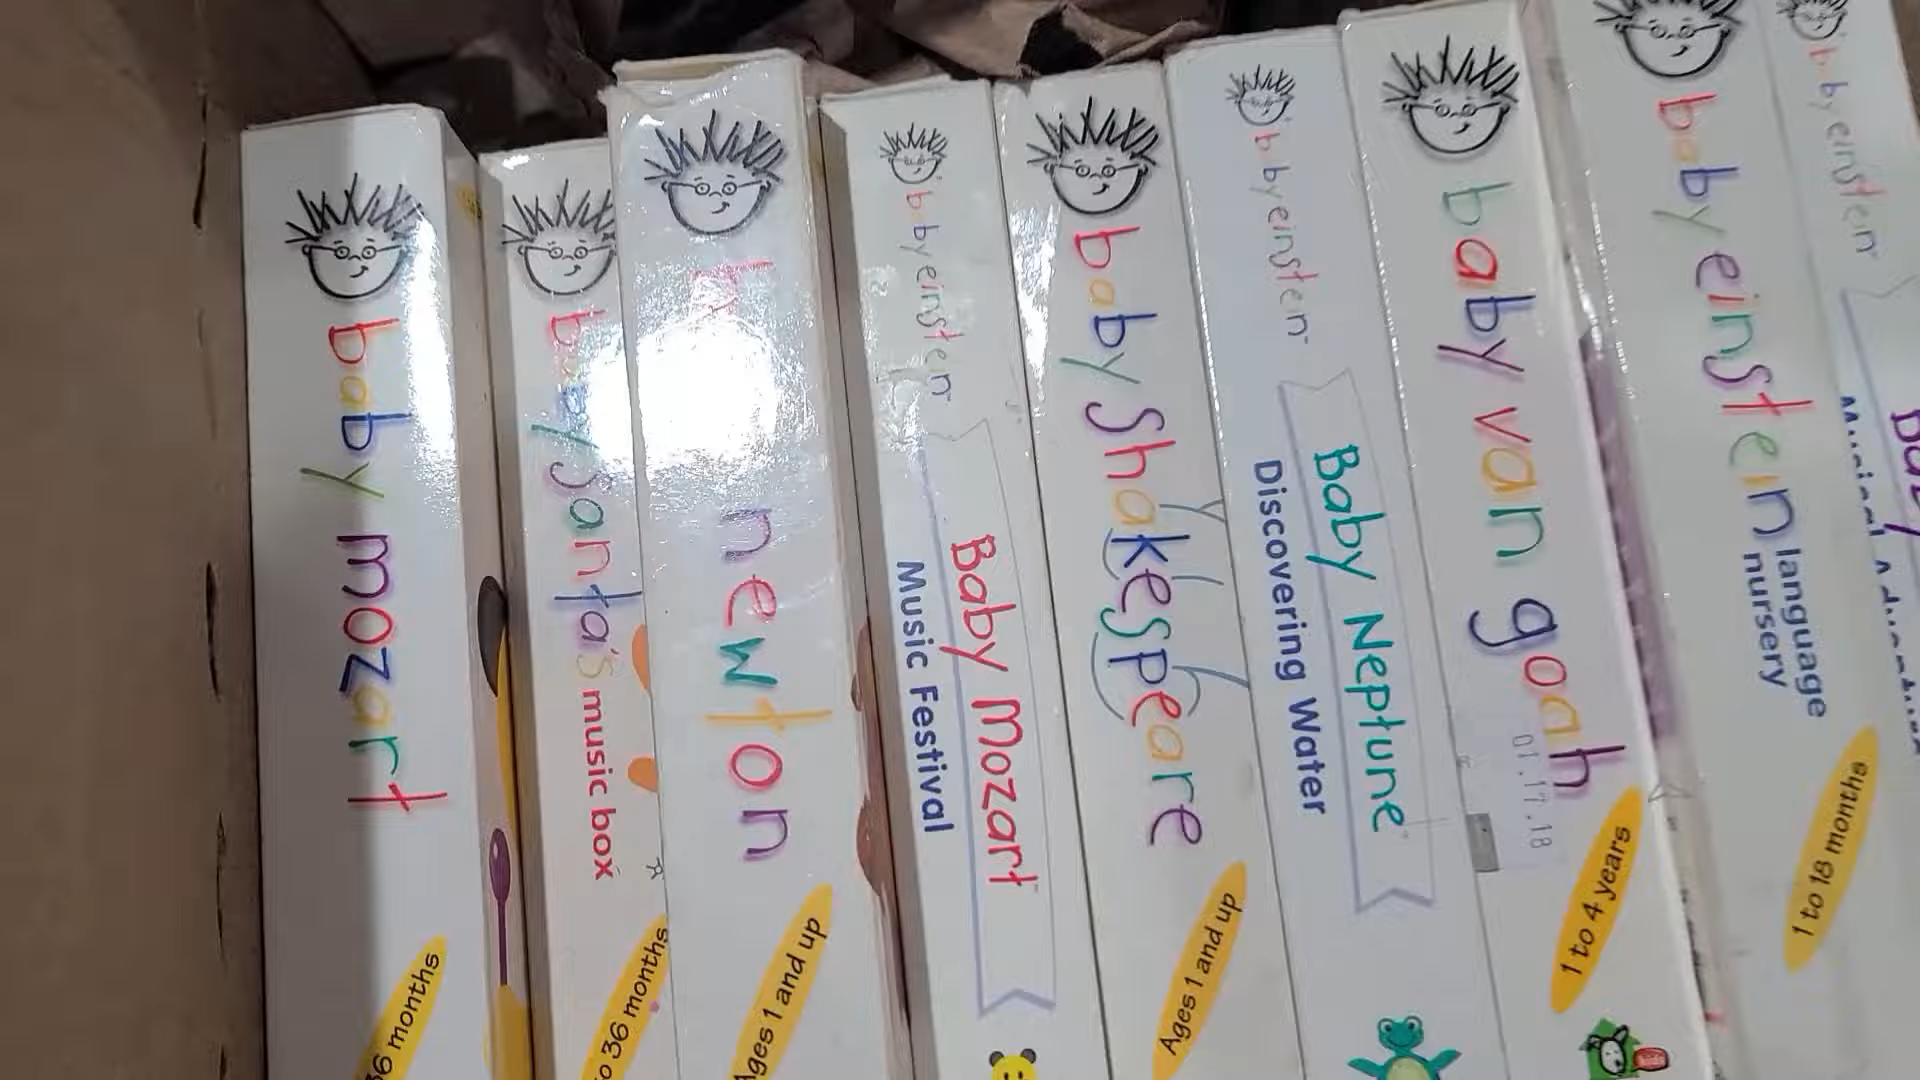 baby mozart
36 months
baby santa's music box
to 36 months
newton
Ages 1 and up
baby einstein
Baby Mozart
Music Festival
baby shakespeare
Ages 1 and up
baby einstein
Baby Neptune
Discovering Water
baby van goah
01.17.18
1 to 4 years
baby einstein
language
nursery
1 to 18 months
baby einstein